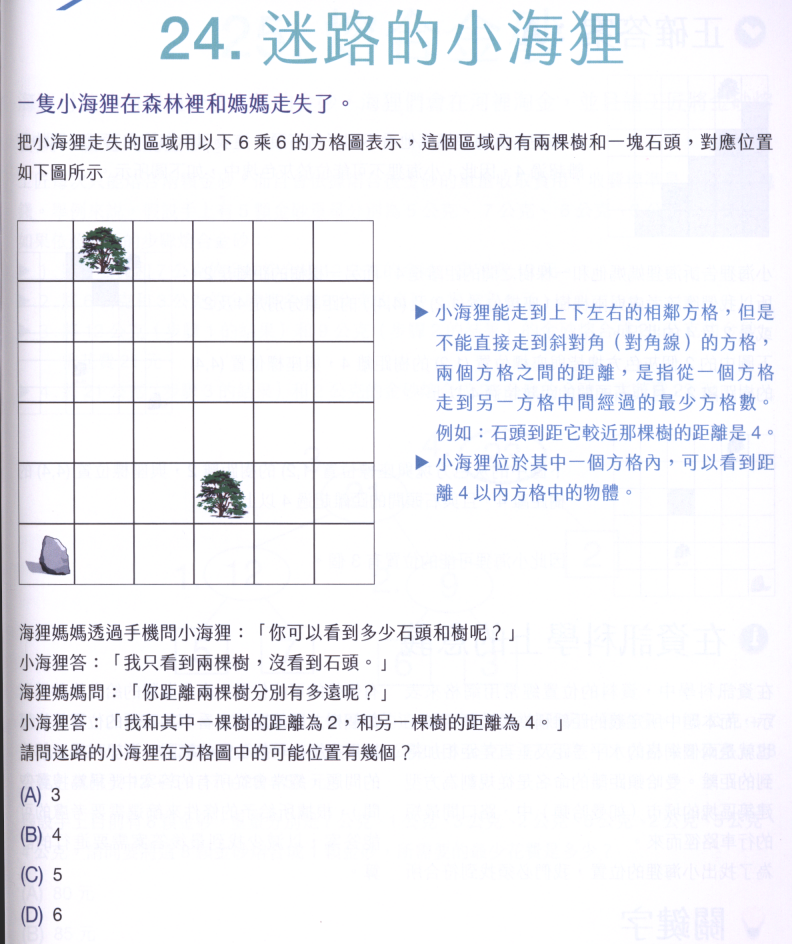 24. 迷路的小海狸
一隻小海狸在森林裡和媽媽走失了。
把小海狸走失的區域用以下 6 乘 6 的方格圖表示，這個區域內有兩棵樹和一塊石頭，對應位置
如下圖所示
▶ 小海狸能走到上下左右的相鄰方格，但是
不能直接走到斜對角（對角線）的方格，
兩個方格之間的距離，是指從一個方格
走到另一方格中間經過的最少方格數。
例如：石頭到距它較近那棵樹的距離是 4。
▶ 小海狸位於其中一個方格內，可以看到距
離 4 以內方格中的物體。
海狸媽媽透過手機問小海狸：「你可以看到多少石頭和樹呢？」
小海狸答：「我只看到兩棵樹，沒看到石頭。」
海狸媽媽問：「你距離兩棵樹分別有多遠呢？」
小海狸答：「我和其中一棵樹的距離為 2，和另一棵樹的距離為 4。」
請問迷路的小海狸在方格圖中的可能位置有幾個？
(A) 3
(B) 4
(C) 5
(D) 6